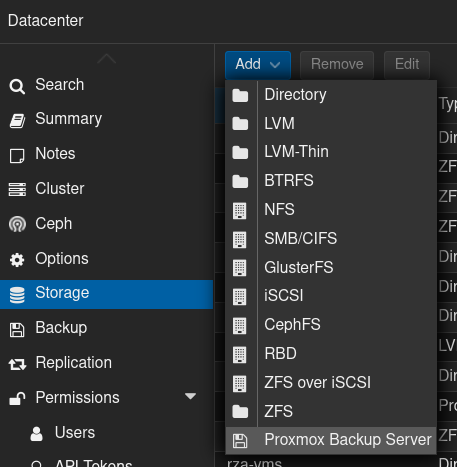 Datacenter
Search
Summary
Notes
Cluster
Ceph
Options
Storage
Backup
Replication
Permissions
Users
API Tokens
Add
Remove
Edit
Directory
LVM
LVM-Thin
BTRFS
NFS
SMB/CIFS
GlusterFS
iSCSI
CephFS
RBD
ZFS over iSCSI
ZFS
Proxmox Backup Server
rza-vms
Ty
Dir
ZF
ZF
ZF
Dir
Dir
Dir
LV
Dir
Pro
ZF
Dir